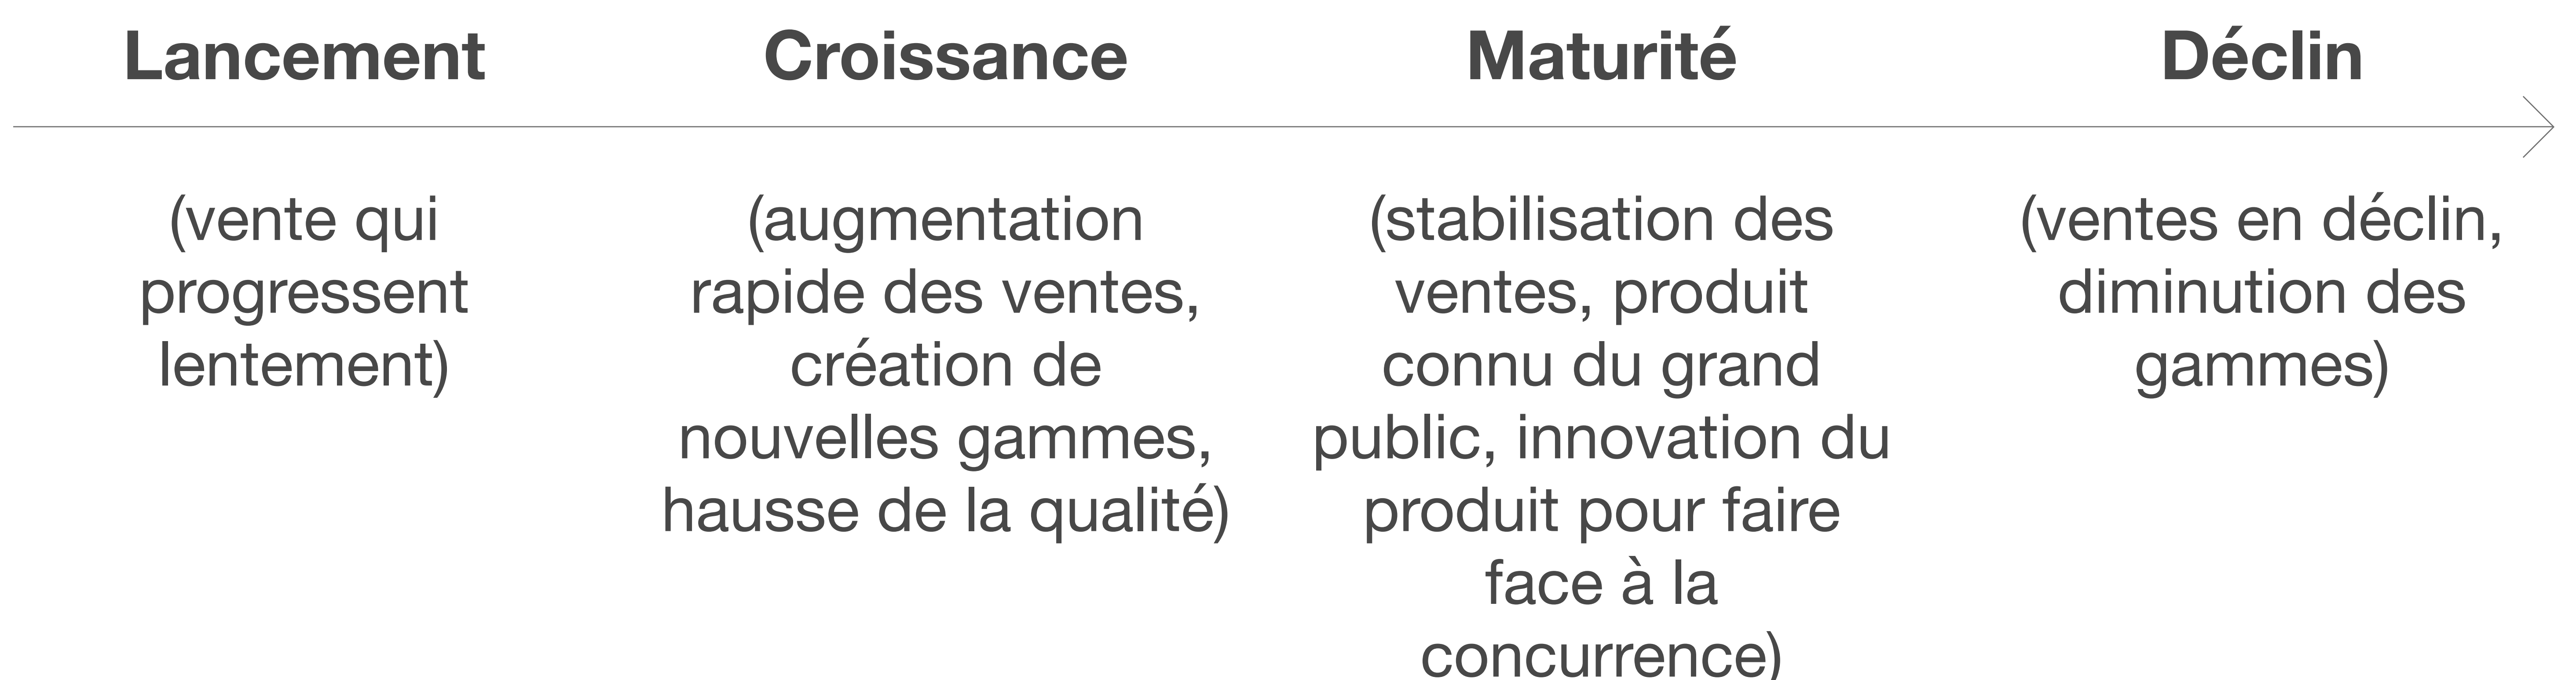 Lancement
(vente qui
progressent
lentement)
Croissance
(augmentation
rapide des ventes,
création de
nouvelles gammes,
hausse de la qualité)
Maturité
(stabilisation des
ventes, produit
connu du grand
public, innovation du
produit pour faire
face à la
concurrence)
Déclin
(ventes en déclin,
diminution des
gammes)